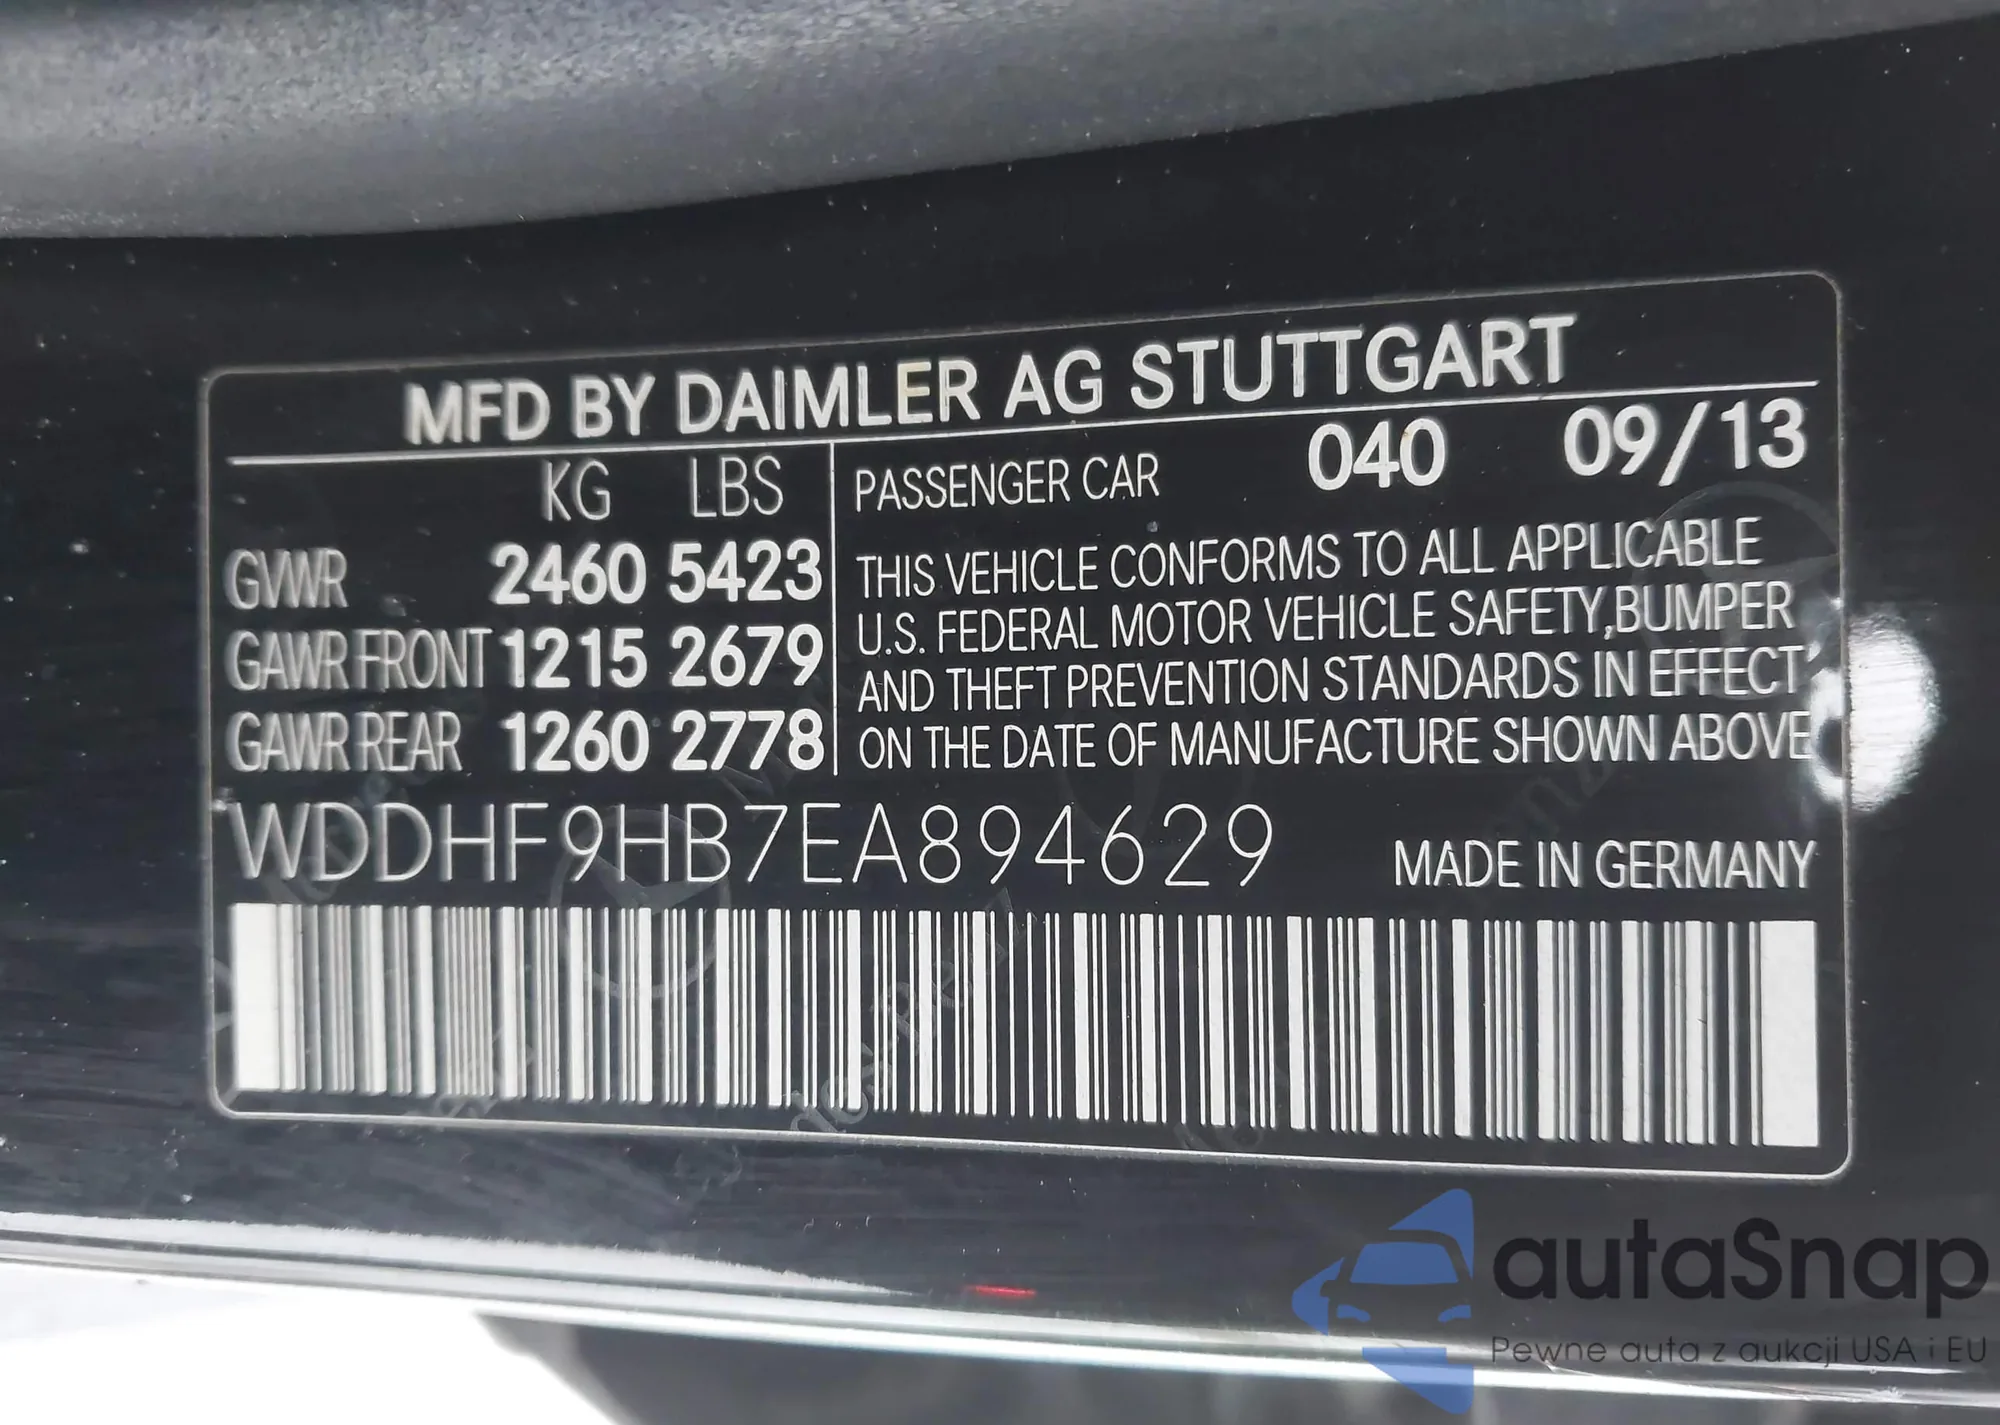 MFD BY DAIMLER AG STUTTGART
KG LBS
GVWR 2460 5423
GAWR FRONT 1215 2679
GAWR REAR 1260 2778
PASSENGER CAR 040 09/13
THIS VEHICLE CONFORMS TO ALL APPLICABLE
U.S. FEDERAL MOTOR VEHICLE SAFETY,BUMPER
AND THEFT PREVENTION STANDARDS IN EFFECT
ON THE DATE OF MANUFACTURE SHOWN ABOVE
WDDHF9HB7EA894629
MADE IN GERMANY
autaSnap
Pewne auta z aukcji USA i EU